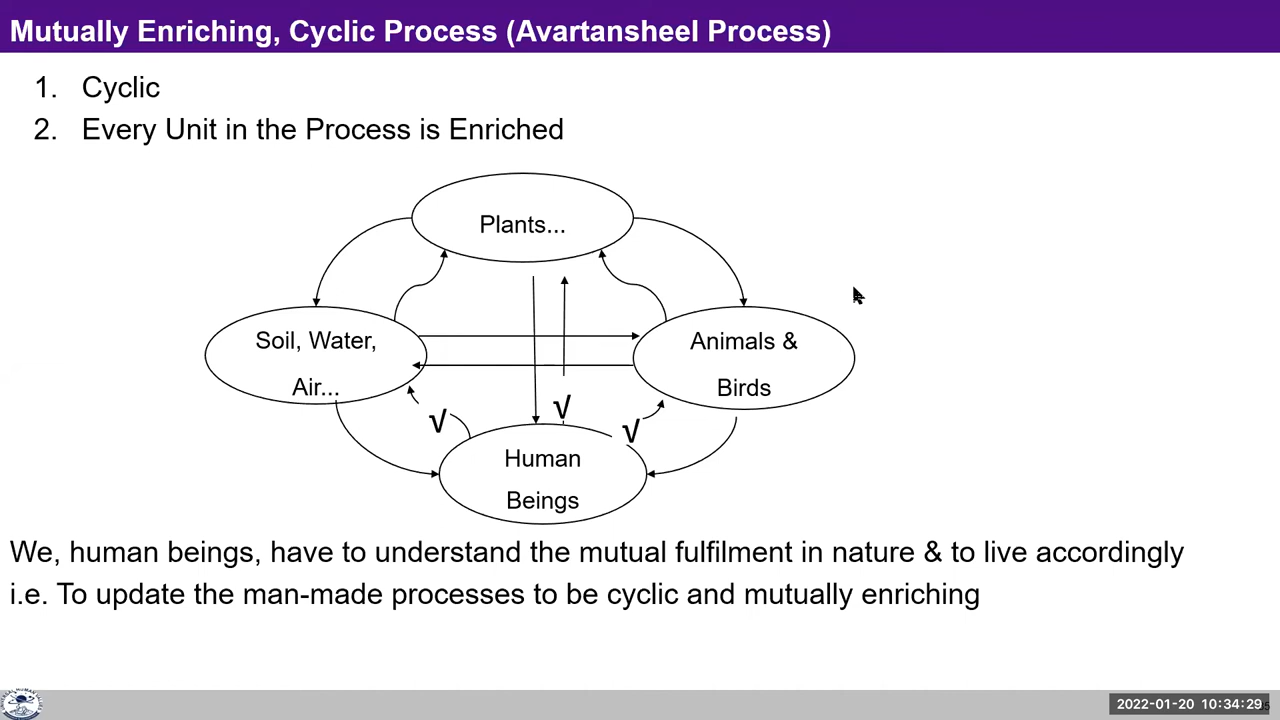 Mutually Enriching, Cyclic Process (Avartansheel Process)
1. Cyclic
2. Every Unit in the Process is Enriched
Plants...
Soil, Water,
Air...
Animals &
Birds
√
√
√
Human
Beings
We, human beings, have to understand the mutual fulfilment in nature & to live accordingly
i.e. To update the man-made processes to be cyclic and mutually enriching
2022-01-20 10:34:29